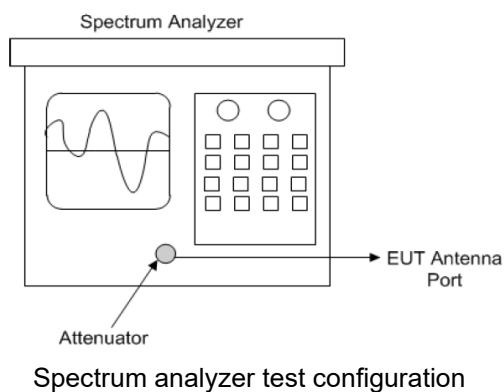 Spectrum Analyzer
EUT Antenna
Port
Attenuator
Spectrum analyzer test configuration